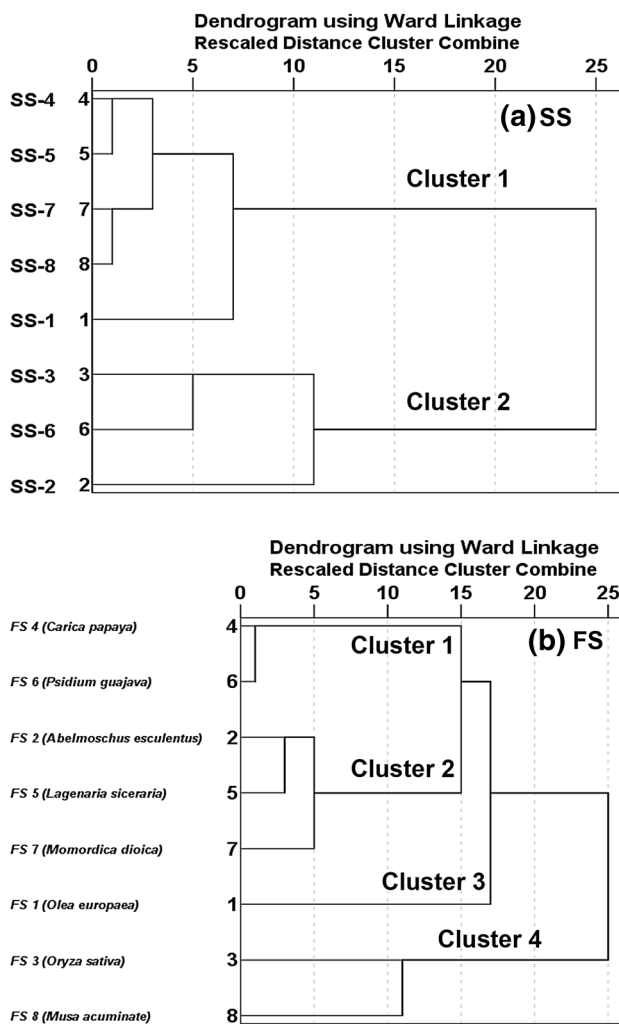 Dendrogram using Ward Linkage
Rescaled Distance Cluster Combine
0 5 10 15 20 25
(a) SS
SS-4 4
SS-5 5
Cluster 1
SS-7 7
SS-8 8
SS-1 1
SS-3 3
Cluster 2
SS-6 6
SS-2 2
Dendrogram using Ward Linkage
Rescaled Distance Cluster Combine
0 5 10 15 20 25
FS 4 (Carica papaya) 4
Cluster 1 (b) FS
FS 6 (Psidium guajava) 6
FS 2 (Abelmoschus esculentus) 2
Cluster 2
FS 5 (Lagenaria siceraria) 5
FS 7 (Momordica dioica) 7
Cluster 3
FS 1 (Olea europaea) 1
Cluster 4
FS 3 (Oryza sativa) 3
FS 8 (Musa acuminate) 8